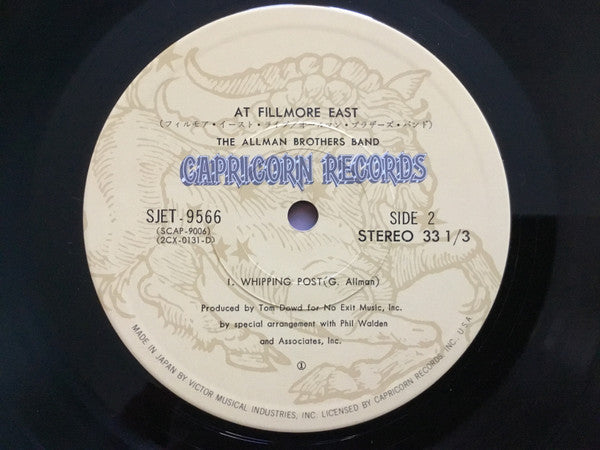 AT FILLMORE EAST
(フィルモア・イースト・ライヴ/オールマン・ブラザーズ・バンド)
THE ALLMAN BROTHERS BAND
CAPRICORN RECORDS
SJET-9566
(SCAP-9006)
(2CX-0131-D)
SIDE 2
STEREO 33 1/3
1. WHIPPING POST(G. Allman)
Produced by Tom Dowd for No Exit Music, Inc.
by special arrangement with Phil Walden
and Associates, Inc.
①
MADE IN JAPAN BY VICTOR MUSICAL INDUSTRIES, INC. LICENSED BY CAPRICORN RECORDS, INC. U.S.A.